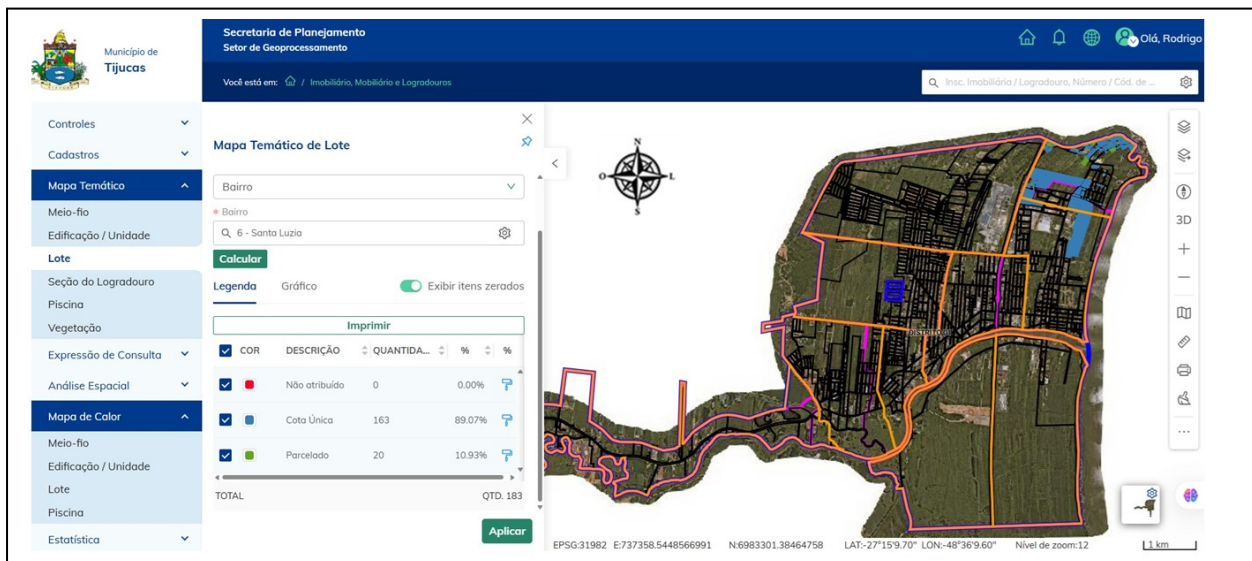 Município de
Tijucas
Secretaria de Planejamento
Setor de Geoprocessamento
Olá, Rodrigo
Você está em: / Imobiliário, Mobiliário e Logradouros
Insc. Imobiliária / Logradouro, Número / Cód. de ...
Controles
Cadastros
Mapa Temático
Meio-fio
Edificação / Unidade
Lote
Seção do Logradouro
Piscina
Vegetação
Expressão de Consulta
Análise Espacial
Mapa de Calor
Meio-fio
Edificação / Unidade
Lote
Piscina
Estatística
Mapa Temático de Lote
Bairro
* Bairro
6 - Santa Luzia
Calcular
Legenda Gráfico Exibir itens zerados
Imprimir
COR DESCRIÇÃO QUANTIDA... % %
Não atribuído 0 0.00%
Cota Única 163 89.07%
Parcelado 20 10.93%
TOTAL QTD. 183
Aplicar
N
O L
S
3D
EPSG:31982 E:737358.5448566991 N:6983301.38464758 LAT:-27°15'9.70" LON:-48°36'9.60" Nível de zoom:12 1 km